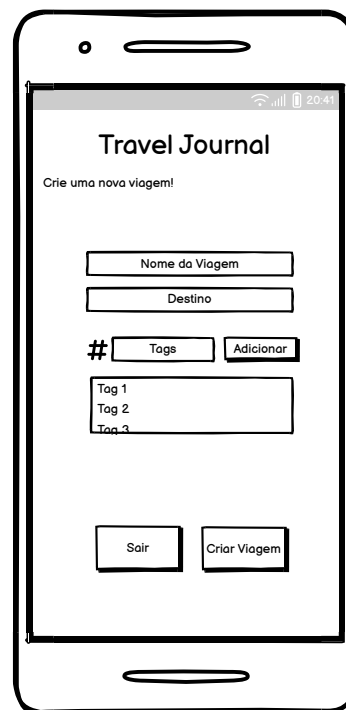 20:41
Travel Journal
Crie uma nova viagem!
Nome da Viagem
Destino
# Tags Adicionar
Tag 1
Tag 2
Tag 3
Sair Criar Viagem